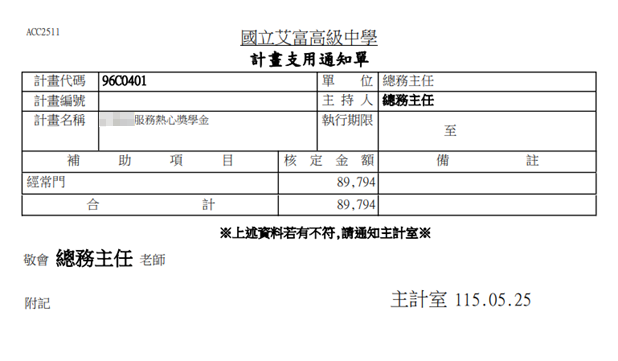 ACC2511
國立艾富高級中學
計畫支用通知單
計畫代碼 96C0401 單位 總務主任
計畫編號 主持人 總務主任
計畫名稱 服務熱心獎學金 執行期限 至
補助項目 核定金額 備註
經常門 89,794
合計 89,794
※上述資料若有不符,請通知主計室※
敬會 總務主任 老師
附記 主計室 115.05.25